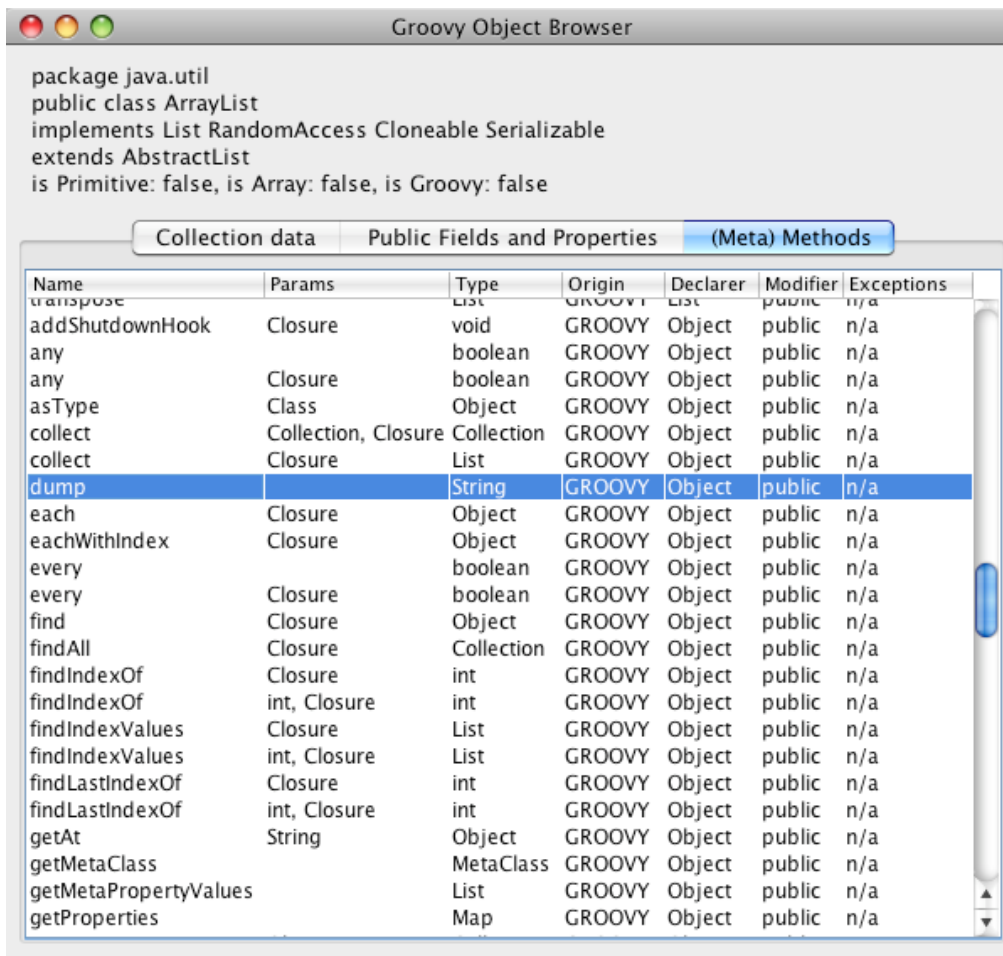 Groovy Object Browser
package java.util
public class ArrayList
implements List RandomAccess Cloneable Serializable
extends AbstractList
is Primitive: false, is Array: false, is Groovy: false
Collection data Public Fields and Properties (Meta) Methods
Name Params Type Origin Declarer Modifier Exceptions
transpose List GROOVY List public n/a
addShutdownHook Closure void GROOVY Object public n/a
any boolean GROOVY Object public n/a
any Closure boolean GROOVY Object public n/a
asType Class Object GROOVY Object public n/a
collect Collection, Closure Collection GROOVY Object public n/a
collect Closure List GROOVY Object public n/a
dump String GROOVY Object public n/a
each Closure Object GROOVY Object public n/a
eachWithIndex Closure Object GROOVY Object public n/a
every boolean GROOVY Object public n/a
every Closure boolean GROOVY Object public n/a
find Closure Object GROOVY Object public n/a
findAll Closure Collection GROOVY Object public n/a
findIndexOf Closure int GROOVY Object public n/a
findIndexOf int, Closure int GROOVY Object public n/a
findIndexValues Closure List GROOVY Object public n/a
findIndexValues int, Closure List GROOVY Object public n/a
findLastIndexOf Closure int GROOVY Object public n/a
findLastIndexOf int, Closure int GROOVY Object public n/a
getAt String Object GROOVY Object public n/a
getMetaClass MetaClass GROOVY Object public n/a
getMetaPropertyValues List GROOVY Object public n/a
getProperties Map GROOVY Object public n/a